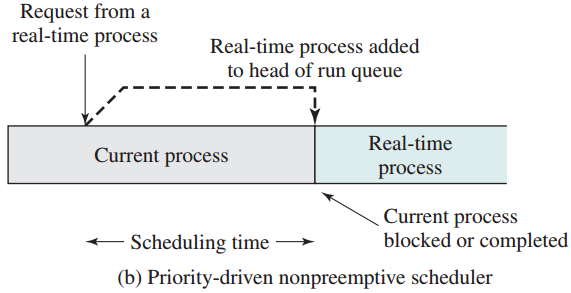 Request from a
real-time process
Real-time process added
to head of run queue
Current process
Real-time
process
Current process
blocked or completed
Scheduling time
(b) Priority-driven nonpreemptive scheduler